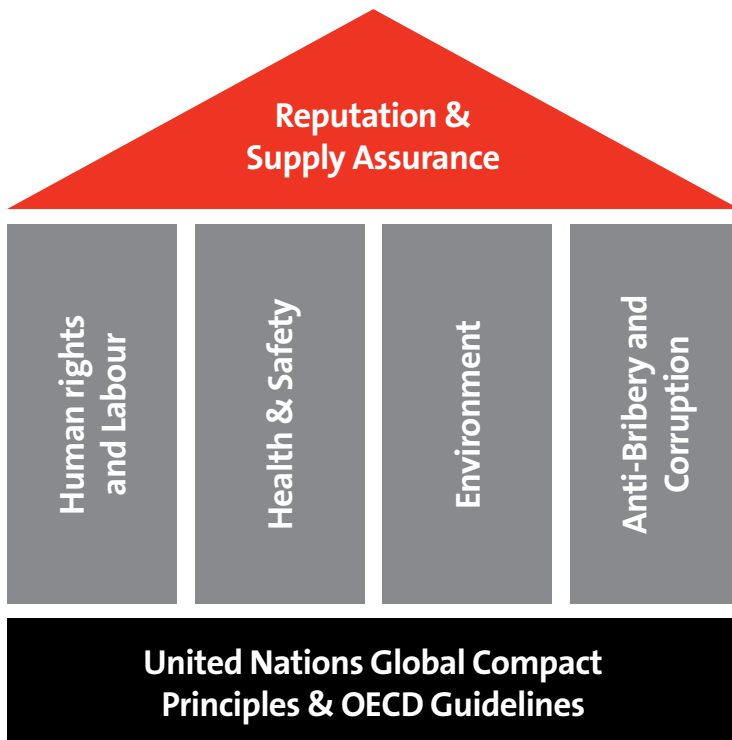 Reputation &
Supply Assurance
Human rights
and Labour
Health & Safety
Environment
Anti-Bribery and
Corruption
United Nations Global Compact
Principles & OECD Guidelines